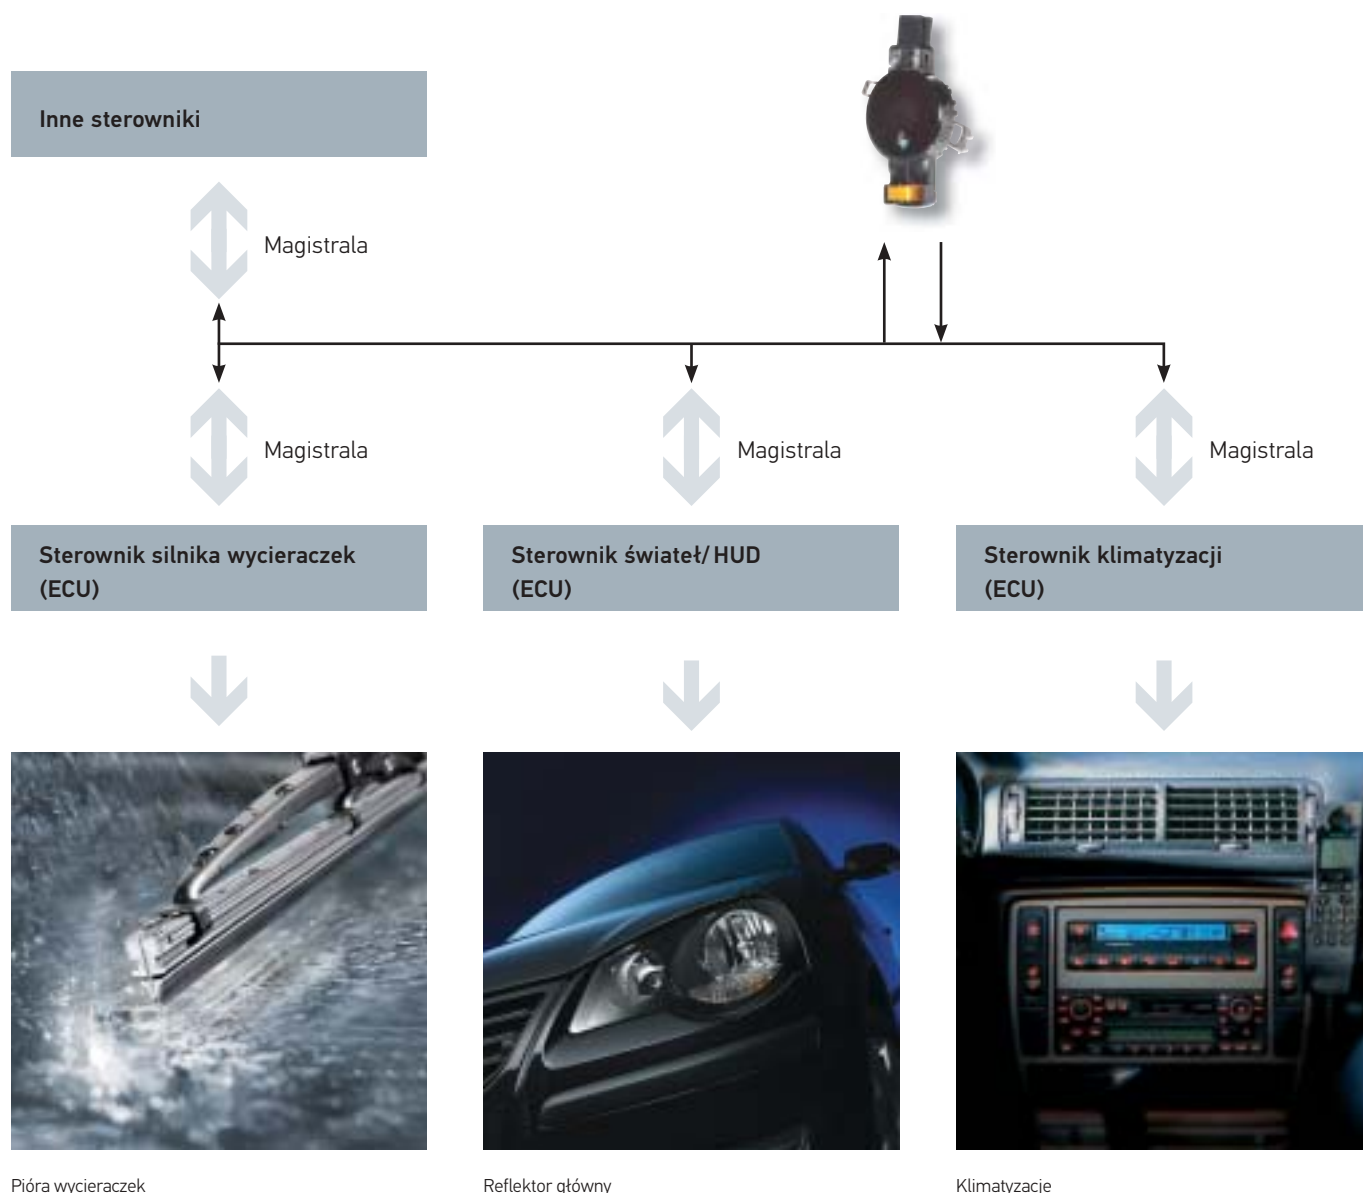 Inne sterowniki
Magistrala
Magistrala
Magistrala
Magistrala
Sterownik silnika wycieraczek
(ECU)
Sterownik świateł/ HUD
(ECU)
Sterownik klimatyzacji
(ECU)
Pióra wycieraczek
Reflektor główny
Klimatyzacje